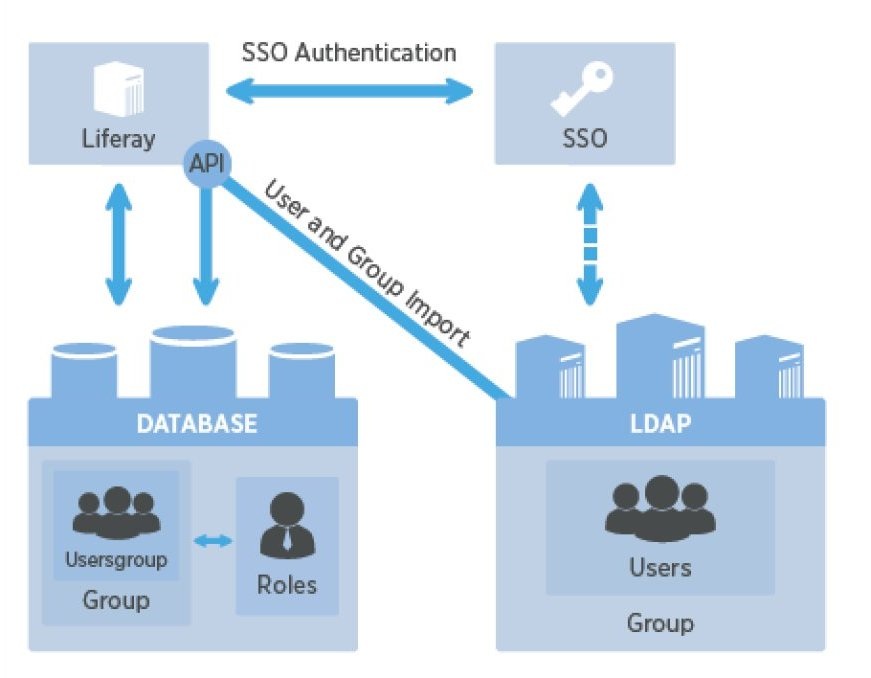 SSO Authentication
Liferay
SSO
API
User and Group Import
DATABASE
LDAP
Usersgroup
Group
Roles
Users
Group